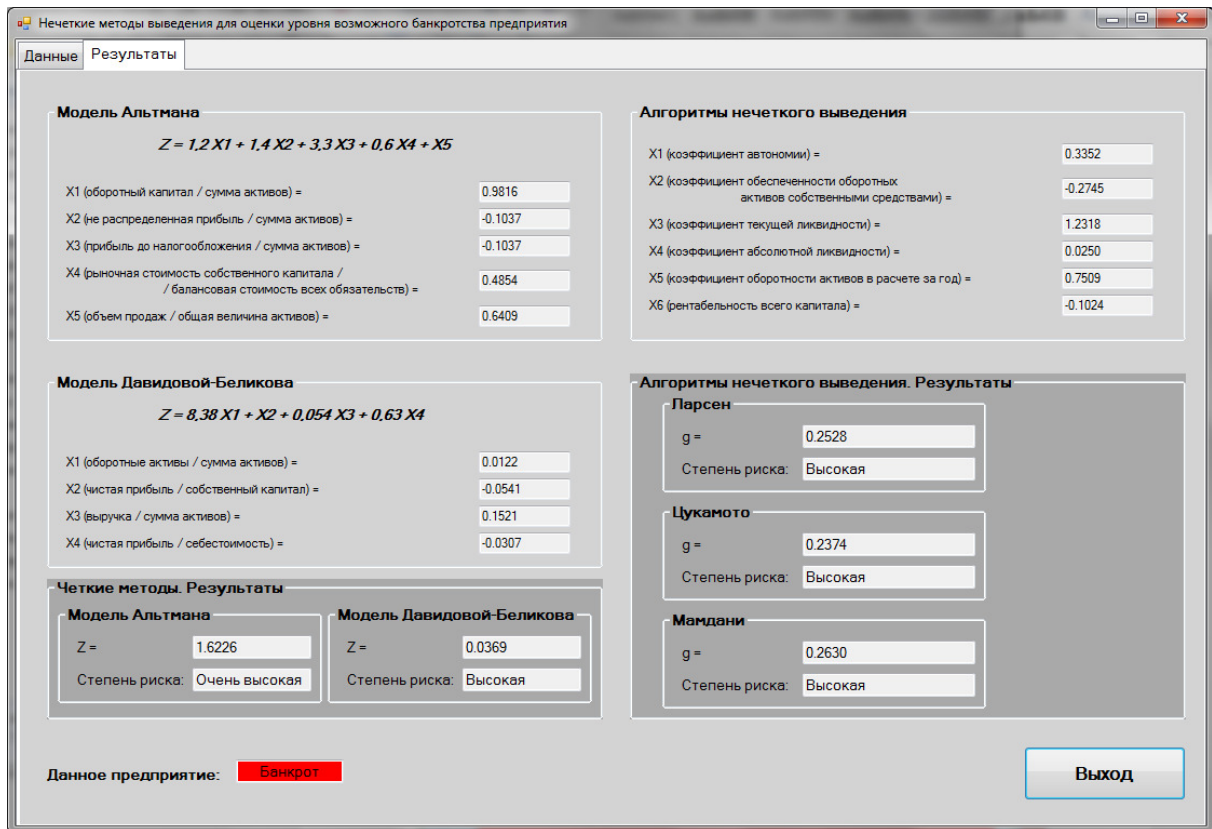 Нечеткие методы выведения для оценки уровня возможного банкротства предприятия
Данные
Результаты
Модель Альтмана
Z = 1,2 X1 + 1,4 X2 + 3,3 X3 + 0,6 X4 + X5
X1 (оборотный капитал / сумма активов) =
0.9816
X2 (не распределенная прибыль / сумма активов) =
-0.1037
X3 (прибыль до налогообложения / сумма активов) =
-0.1037
X4 (рыночная стоимость собственного капитала /
/ балансовая стоимость всех обязательств) =
0.4854
X5 (объем продаж / общая величина активов) =
0.6409
Алгоритмы нечеткого выведения
X1 (коэффициент автономии) =
0.3352
X2 (коэффициент обеспеченности оборотных
активов собственными средствами) =
-0.2745
X3 (коэффициент текущей ликвидности) =
1.2318
X4 (коэффициент абсолютной ликвидности) =
0.0250
X5 (коэффициент оборотности активов в расчете за год) =
0.7509
X6 (рентабельность всего капитала) =
-0.1024
Модель Давидовой-Беликова
Z = 8,38 X1 + X2 + 0,054 X3 + 0,63 X4
X1 (оборотные активы / сумма активов) =
0.0122
X2 (чистая прибыль / собственный капитал) =
-0.0541
X3 (выручка / сумма активов) =
0.1521
X4 (чистая прибыль / себестоимость) =
-0.0307
Четкие методы. Результаты
Модель Альтмана
Z =
1.6226
Степень риска:
Очень высокая
Модель Давидовой-Беликова
Z =
0.0369
Степень риска:
Высокая
Алгоритмы нечеткого выведения. Результаты
Ларсен
g =
0.2528
Степень риска:
Высокая
Цукамото
g =
0.2374
Степень риска:
Высокая
Мамдани
g =
0.2630
Степень риска:
Высокая
Данное предприятие:
Банкрот
Выход